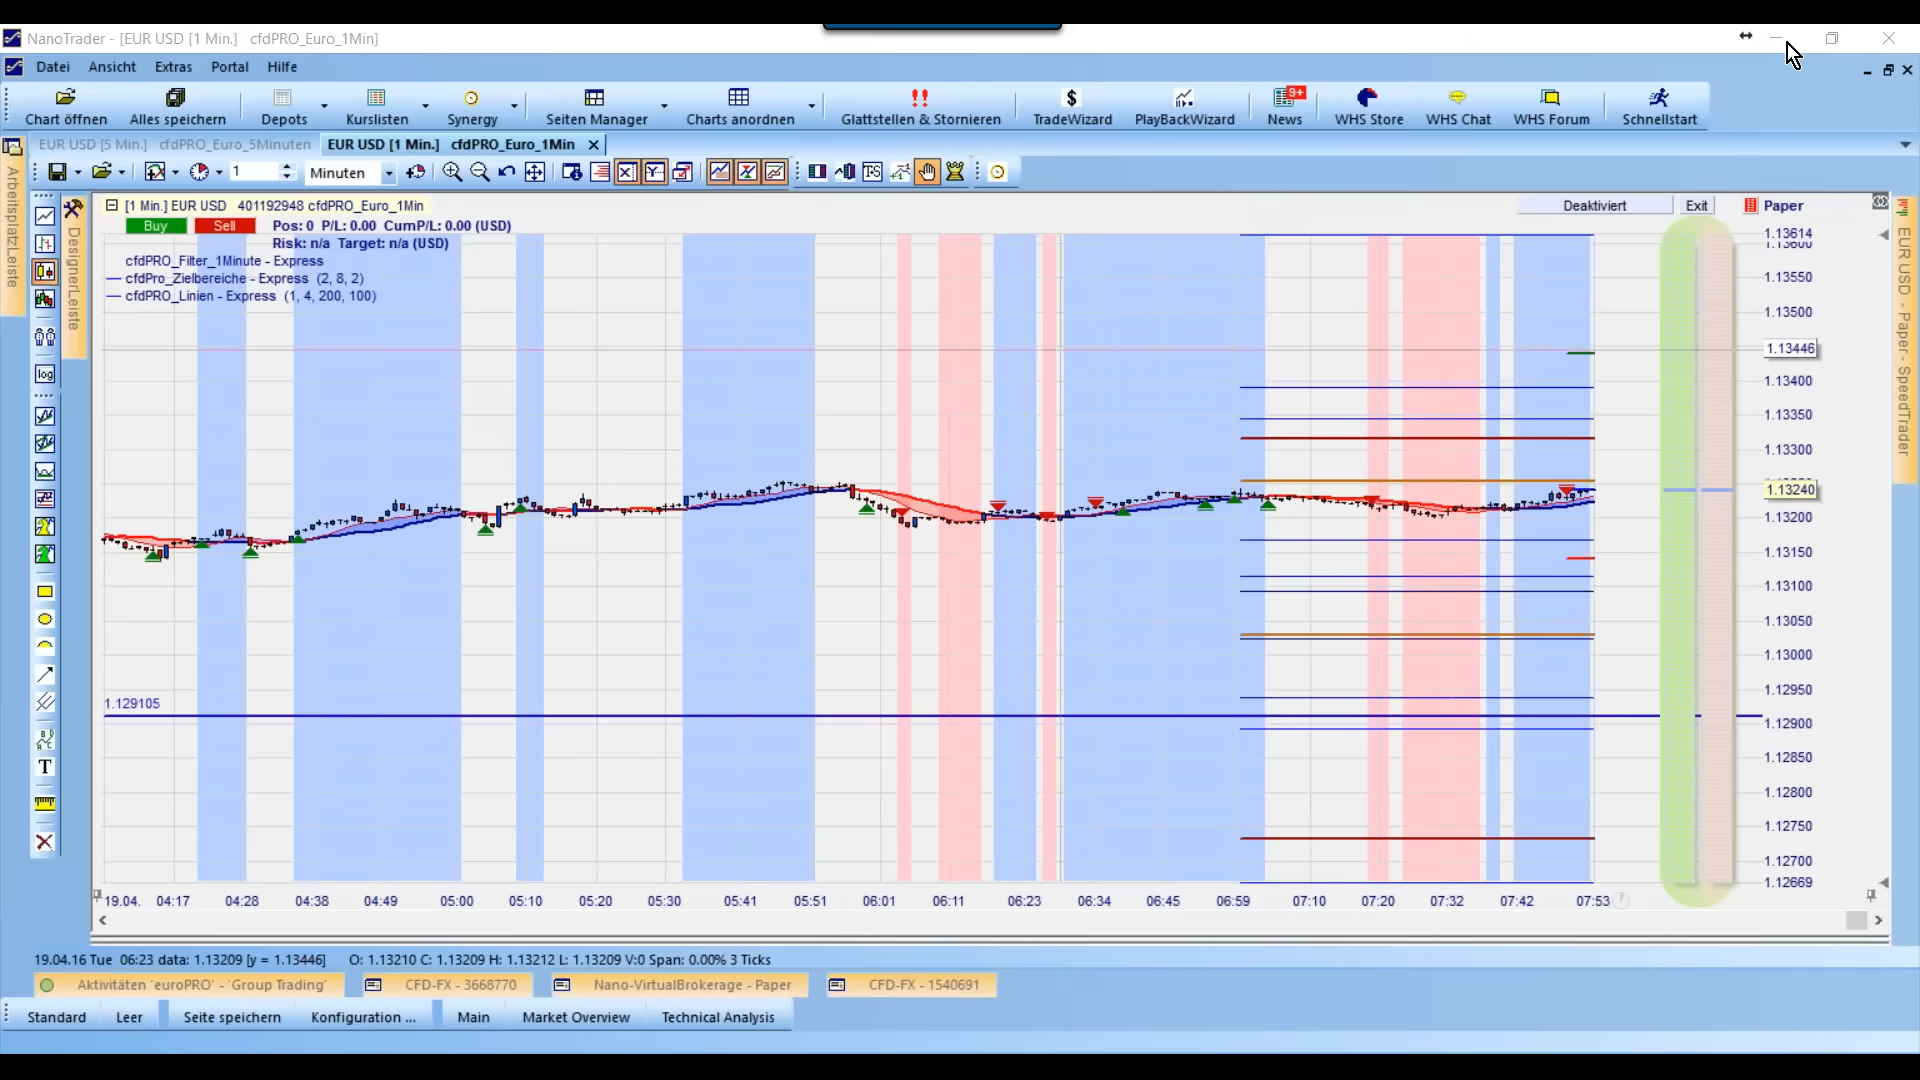 NanoTrader - [EUR USD [1 Min.]   cfdPRO_Euro_1Min]
Datei Ansicht Extras Portal Hilfe
Chart öffnen Alles speichern Depots Kurslisten Synergy Seiten Manager Charts anordnen Glattstellen & Stornieren TradeWizard PlayBackWizard 9+ News WHS Store WHS Chat WHS Forum Schnellstart
EUR USD [5 Min.] cfdPRO_Euro_5Minuten EUR USD [1 Min.] cfdPRO_Euro_1Min
1 Minuten
ArbeitsplatzLeiste
DesignerLeiste
log
T
[1 Min.] EUR USD 401192948 cfdPRO_Euro_1Min
Deaktiviert Exit Paper
Buy Sell Pos: 0 P/L: 0.00 CumP/L: 0.00 (USD)
Risk: n/a Target: n/a (USD)
cfdPRO_Filter_1Minute - Express
cfdPro_Zielbereiche - Express (2, 8, 2)
cfdPRO_Linien - Express (1, 4, 200, 100)
1.129105
1.13614
1.13600
1.13550
1.13500
1.13446
1.13400
1.13350
1.13300
1.13240
1.13200
1.13150
1.13100
1.13050
1.13000
1.12950
1.12900
1.12850
1.12800
1.12750
1.12700
1.12669
EUR USD - Paper - SpeedTrader
19.04. 04:17 04:28 04:38 04:49 05:00 05:10 05:20 05:30 05:41 05:51 06:01 06:11 06:23 06:34 06:45 06:59 07:10 07:20 07:32 07:42 07:53
19.04.16 Tue 06:23 data: 1.13209 [y = 1.13446] O: 1.13210 C: 1.13209 H: 1.13212 L: 1.13209 V:0 Span: 0.00% 3 Ticks
Aktivitäten 'euroPRO' - 'Group Trading' CFD-FX - 3668770 Nano-VirtualBrokerage - Paper CFD-FX - 1540691
Standard Leer Seite speichern Konfiguration ... Main Market Overview Technical Analysis